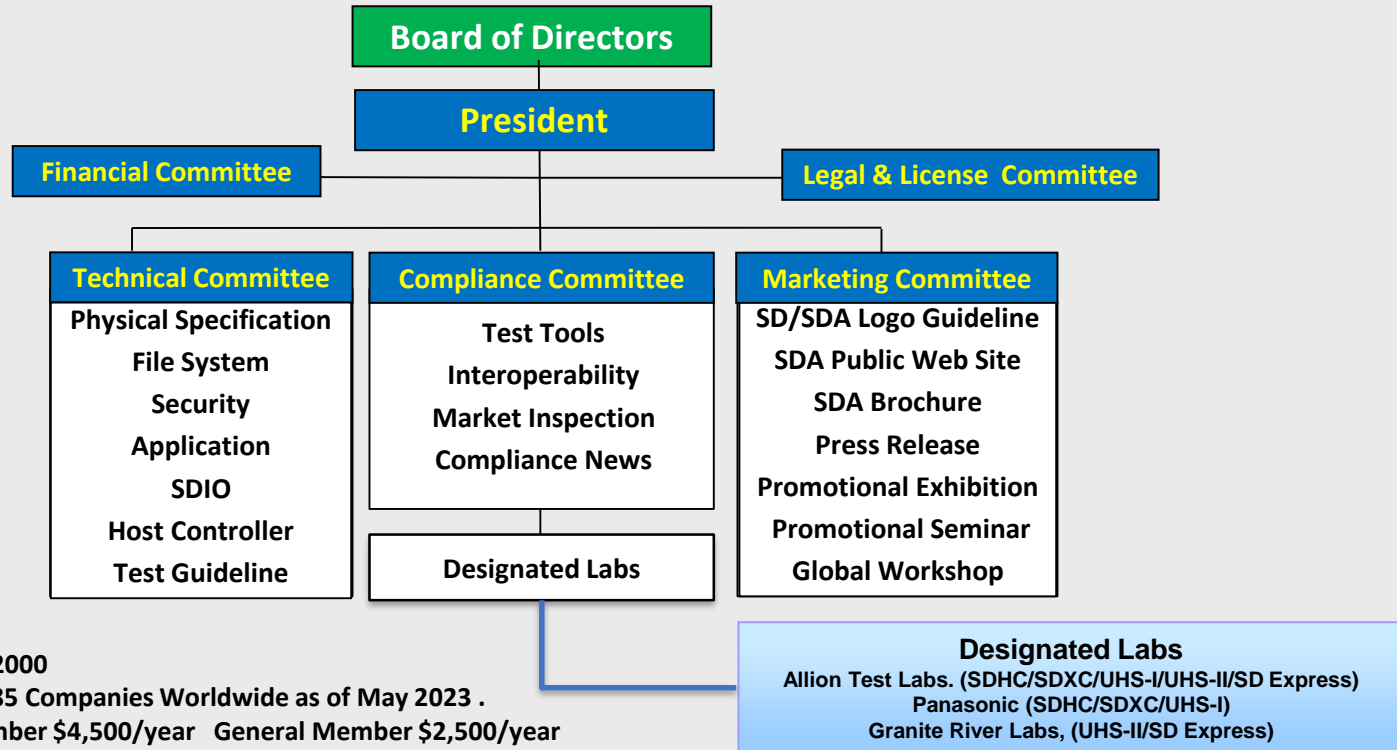 Board of Directors
President
Financial Committee
Legal & License Committee
Technical Committee
Physical Specification
File System
Security
Application
SDIO
Host Controller
Test Guideline
Compliance Committee
Test Tools
Interoperability
Market Inspection
Compliance News
Designated Labs
Marketing Committee
SD/SDA Logo Guideline
SDA Public Web Site
SDA Brochure
Press Release
Promotional Exhibition
Promotional Seminar
Global Workshop
2000
Companies Worldwide as of May 2023 .
$4,500/year General Member $2,500/year
Designated Labs
Allion Test Labs. (SDHC/SDXC/UHS-I/UHS-II/SD Express)
Panasonic (SDHC/SDXC/UHS-I)
Granite River Labs, (UHS-II/SD Express)